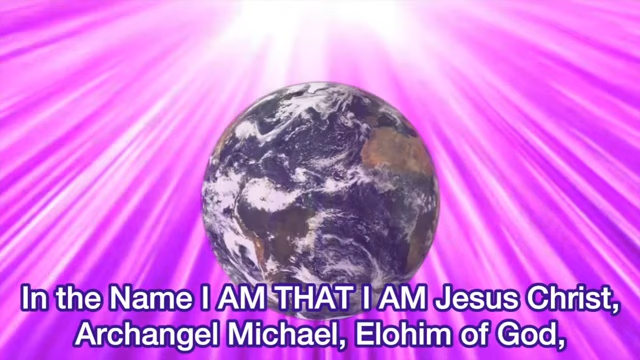 In the Name I AM THAT I AM Jesus Christ,
Archangel Michael, Elohim of God,